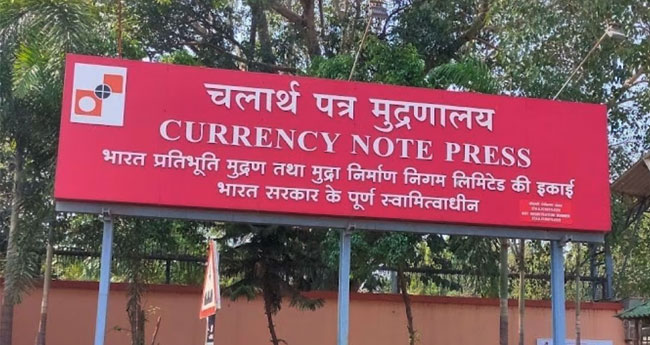 चलार्थ पत्र मुद्रणालय
CURRENCY NOTE PRESS
भारत प्रतिभूति मुद्रण तथा मुद्रा निर्माण निगम लिमिटेड की इकाई
भारत सरकार के पूर्ण स्वामित्वाधीन